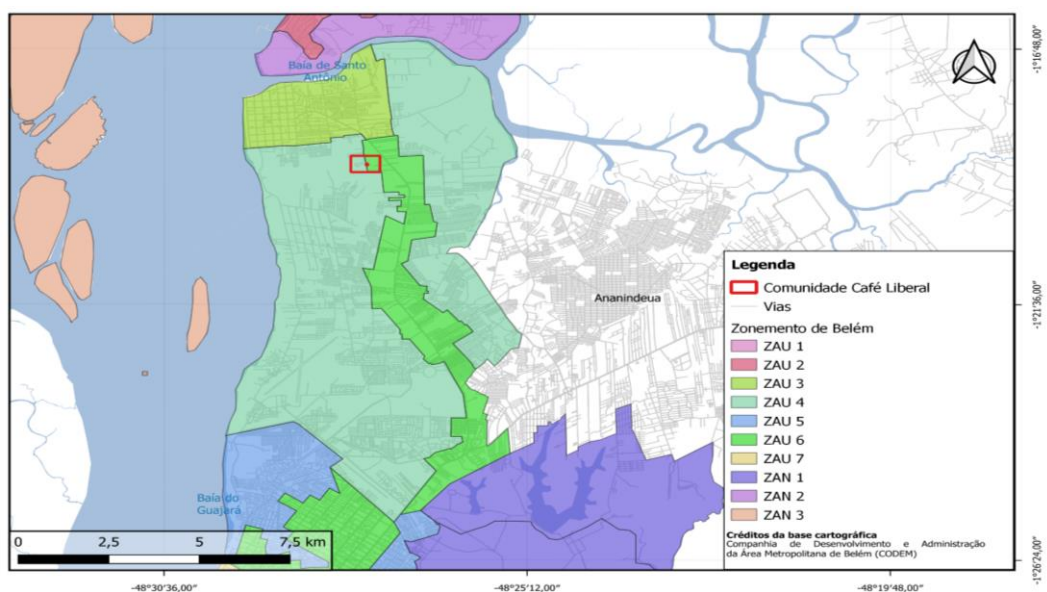 Baía de Santo
Antônio
-1°16'48,00"
Ananindeua
-1°21'36,00"
Legenda
Comunidade Café Liberal
Vias
Zonemento de Belém
ZAU 1
ZAU 2
ZAU 3
ZAU 4
ZAU 5
ZAU 6
ZAU 7
ZAN 1
ZAN 2
ZAN 3
Créditos da base cartográfica
Companhia de Desenvolvimento e Administração
da Área Metropolitana de Belém (CODEM)
Baía do
Guajará
0 2,5 5 7,5 km
-1°26'24,00"
-48°30'36,00" -48°25'12,00" -48°19'48,00"